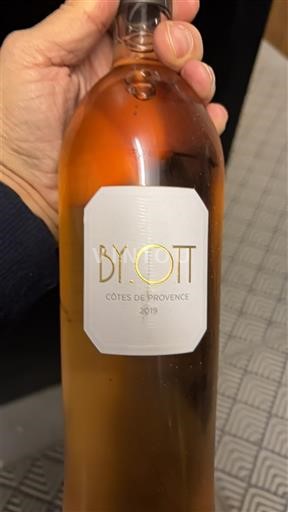 BY.OTT
CÔTES DE PROVENCE
2019